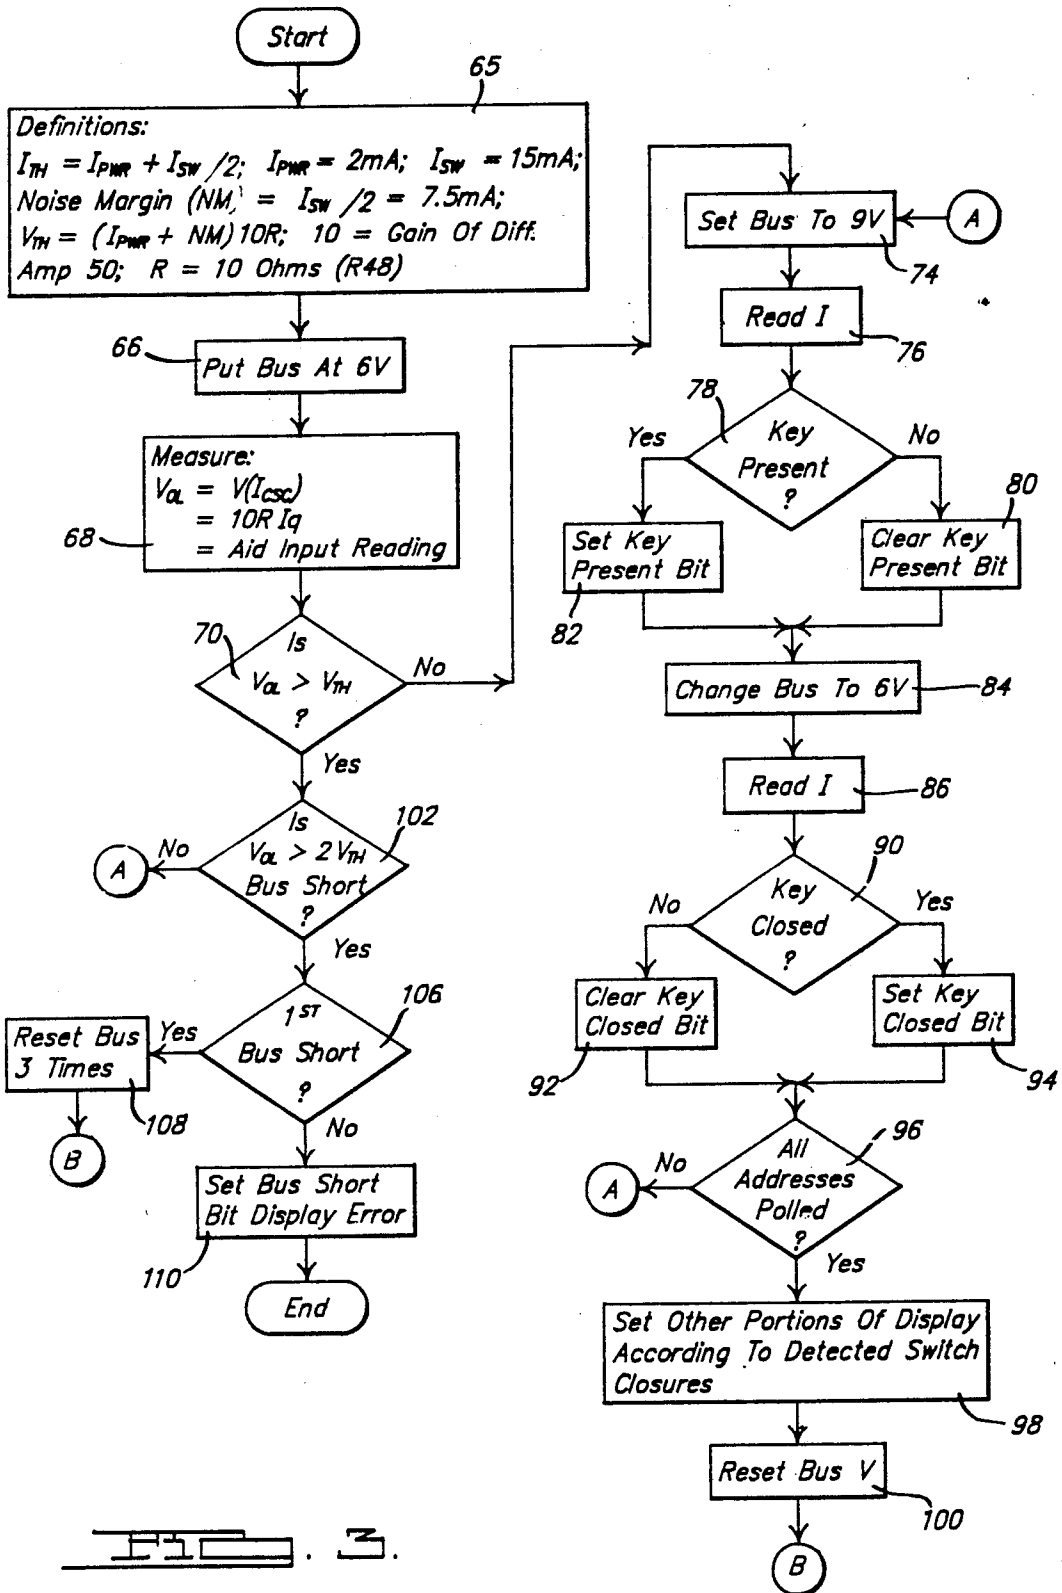 Start
65
Definitions:
I_TH = I_PWR + I_SW /2; I_PWR = 2mA; I_SW = 15mA;
Noise Margin (NM) = I_SW /2 = 7.5mA;
V_TH = (I_PWR + NM) 10R; 10 = Gain Of Diff.
Amp 50; R = 10 Ohms (R48)
66
Put Bus At 6V
Measure:
V_OL = V(I_CSC)
= 10R Iq
= Aid Input Reading
68
70
Is
V_OL > V_TH
?
No
Yes
102
Is
V_OL > 2 V_TH
Bus Short
?
No
A
Yes
106
1ST
Bus Short
?
Yes
Reset Bus
3 Times
108
B
No
Set Bus Short
Bit Display Error
110
End
Set Bus To 9V
A
74
Read I
76
78
Key
Present
?
Yes
No
80
Set Key
Present Bit
82
Clear Key
Present Bit
Change Bus To 6V
84
Read I
86
90
Key
Closed
?
No
Yes
Clear Key
Closed Bit
92
Set Key
Closed Bit
94
96
All
Addresses
Polled
?
No
A
Yes
Set Other Portions Of Display
According To Detected Switch
Closures
98
Reset Bus V
100
B
FIG. 3.